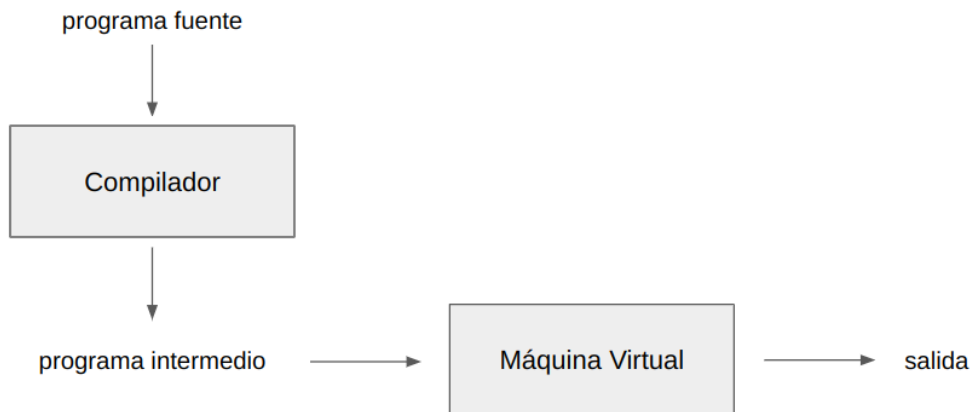 programa fuente
Compilador
programa intermedio
Máquina Virtual
salida